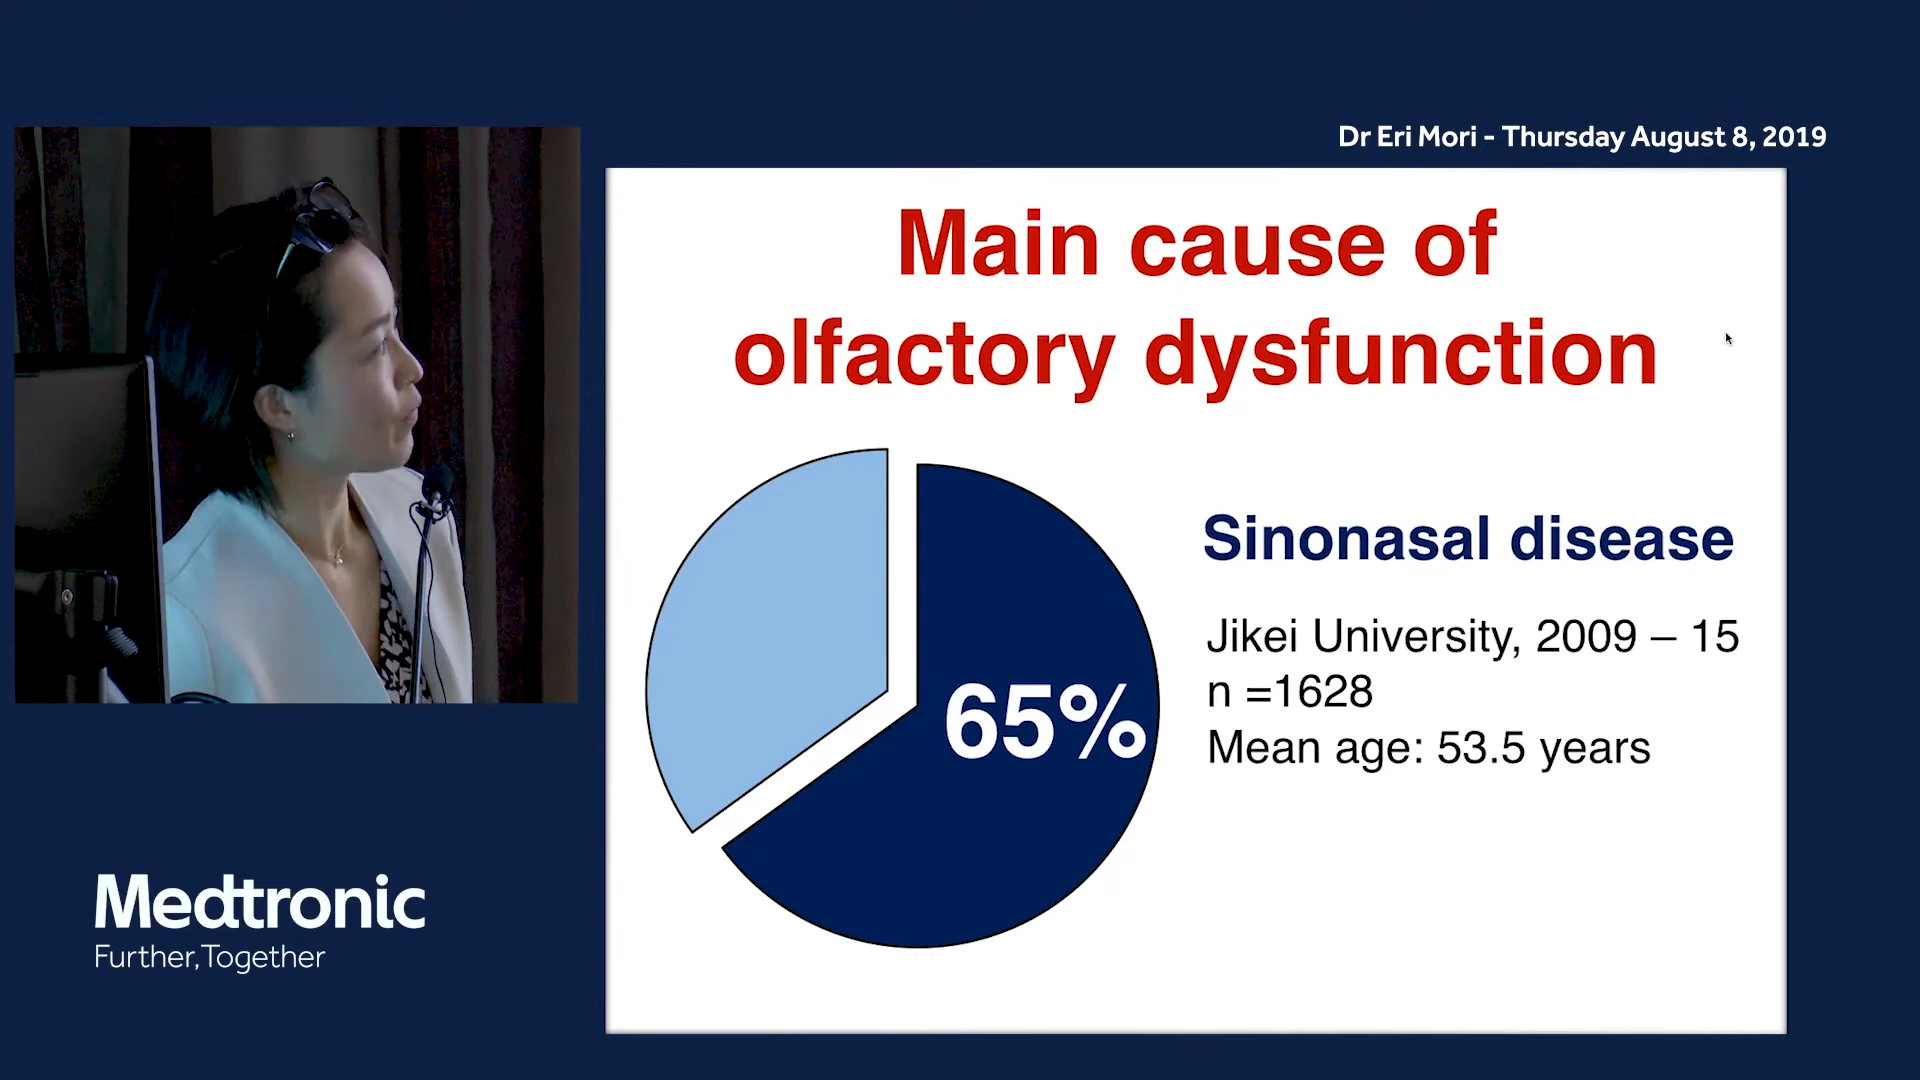 Dr Eri Mori - Thursday August 8, 2019
Main cause of
olfactory dysfunction
65%
Sinonasal disease
Jikei University, 2009 – 15
n =1628
Mean age: 53.5 years
Medtronic
Further, Together